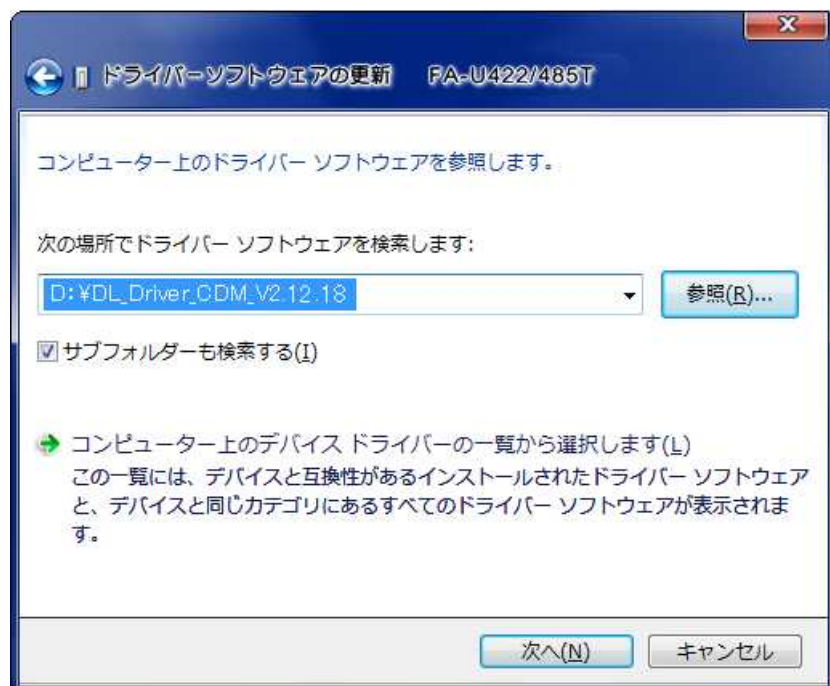 ドライバーソフトウェアの更新 FA-U422/485T
コンピューター上のドライバー ソフトウェアを参照します。
次の場所でドライバー ソフトウェアを検索します:
D:¥DL_Driver_CDM_V2.12.18
参照(R)...
サブフォルダーも検索する(I)
コンピューター上のデバイス ドライバーの一覧から選択します(L)
この一覧には、デバイスと互換性があるインストールされたドライバー ソフトウェア
と、デバイスと同じカテゴリにあるすべてのドライバー ソフトウェアが表示されま
す。
次へ(N)
キャンセル